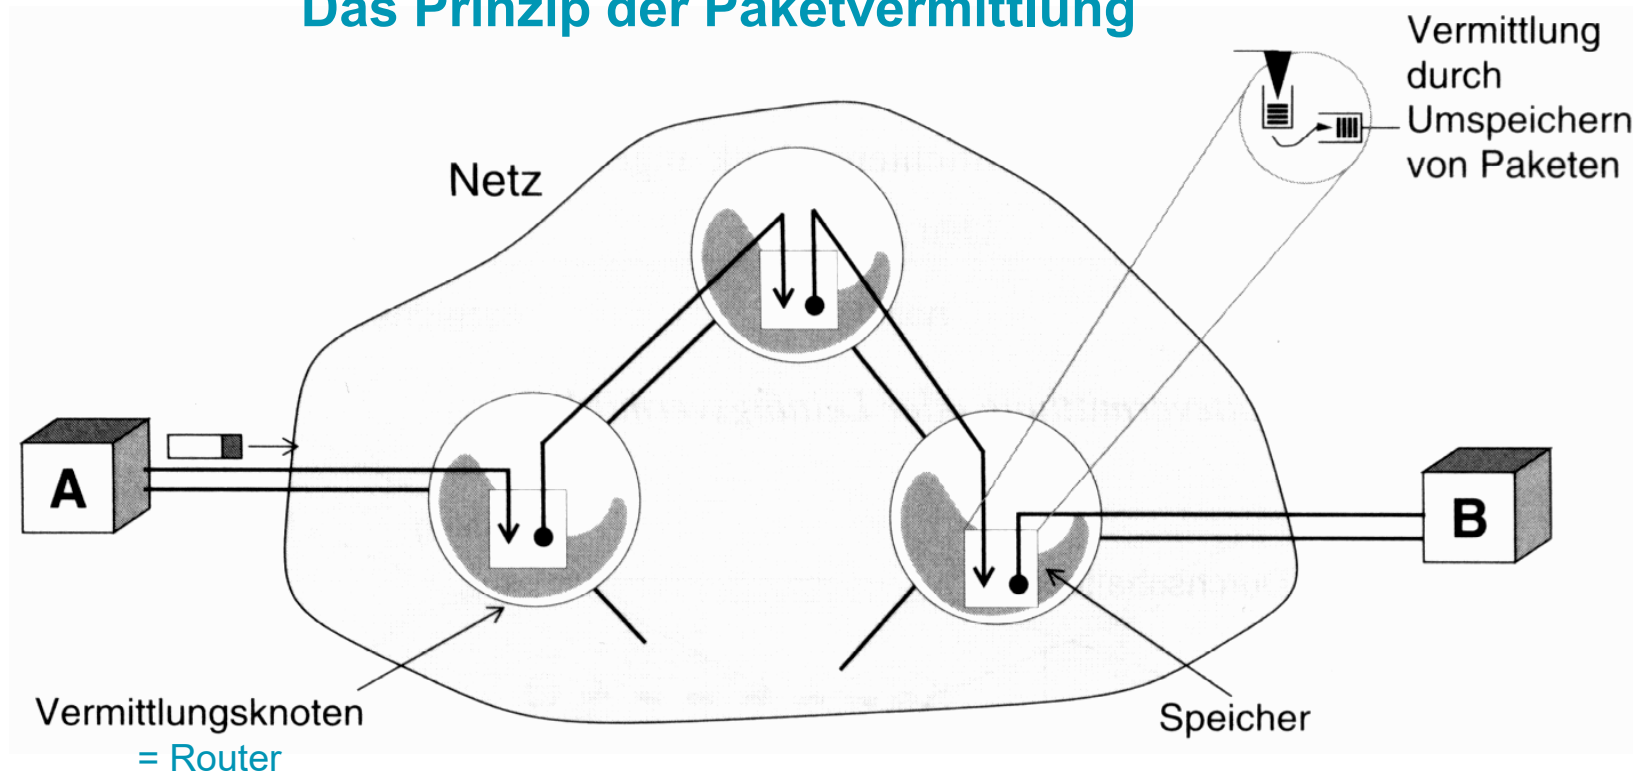 Das Prinzip der Paketvermittlung
Vermittlung
durch
Umspeichern
von Paketen
Netz
A
B
Vermittlungsknoten
= Router
Speicher